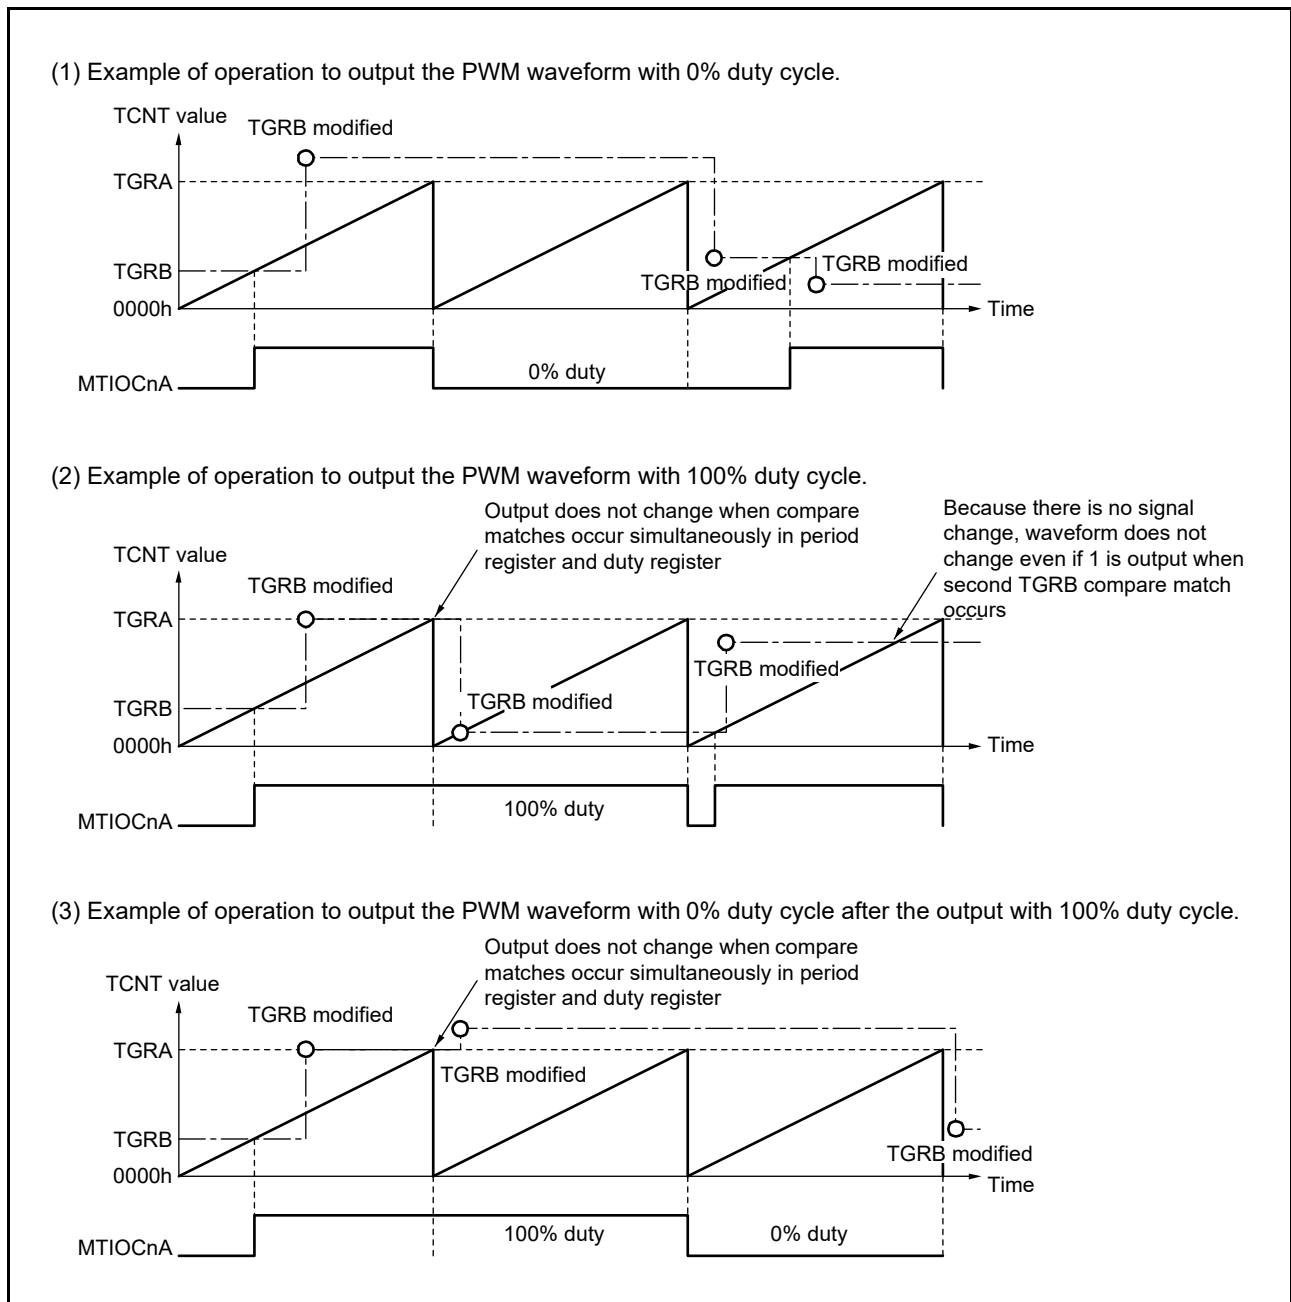 (1) Example of operation to output the PWM waveform with 0% duty cycle.
TCNT value
TGRB modified
TGRA
TGRB
TGRB modified
TGRB modified
0000h
Time
MTIOCnA
0% duty
(2) Example of operation to output the PWM waveform with 100% duty cycle.
Output does not change when compare
matches occur simultaneously in period
register and duty register
Because there is no signal
change, waveform does not
change even if 1 is output when
second TGRB compare match
occurs
TCNT value
TGRB modified
TGRA
TGRB modified
TGRB modified
TGRB
0000h
Time
MTIOCnA
100% duty
(3) Example of operation to output the PWM waveform with 0% duty cycle after the output with 100% duty cycle.
Output does not change when compare
matches occur simultaneously in period
register and duty register
TCNT value
TGRB modified
TGRA
TGRB modified
TGRB
TGRB modified
0000h
Time
MTIOCnA
100% duty
0% duty